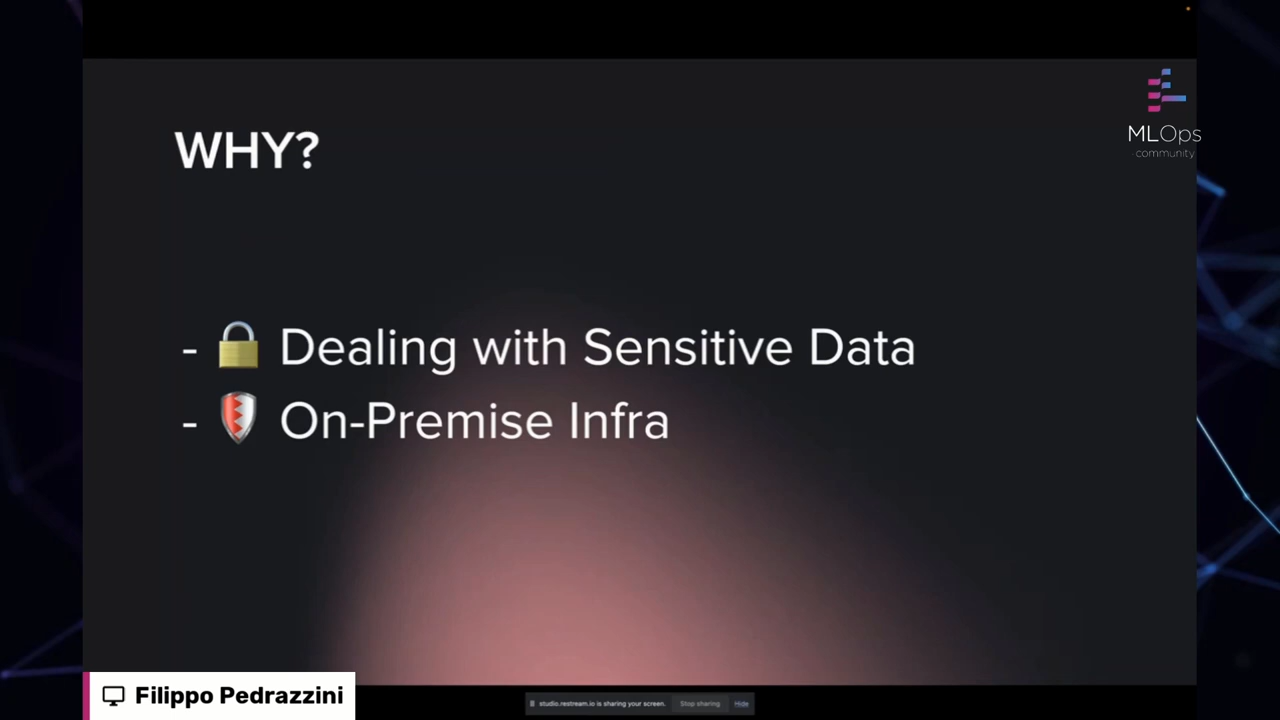 WHY?
MLOps
community
- 🔒 Dealing with Sensitive Data
- 🛡 On-Premise Infra
Filippo Pedrazzini
studio.restream.io is sharing your screen. Stop sharing Hide